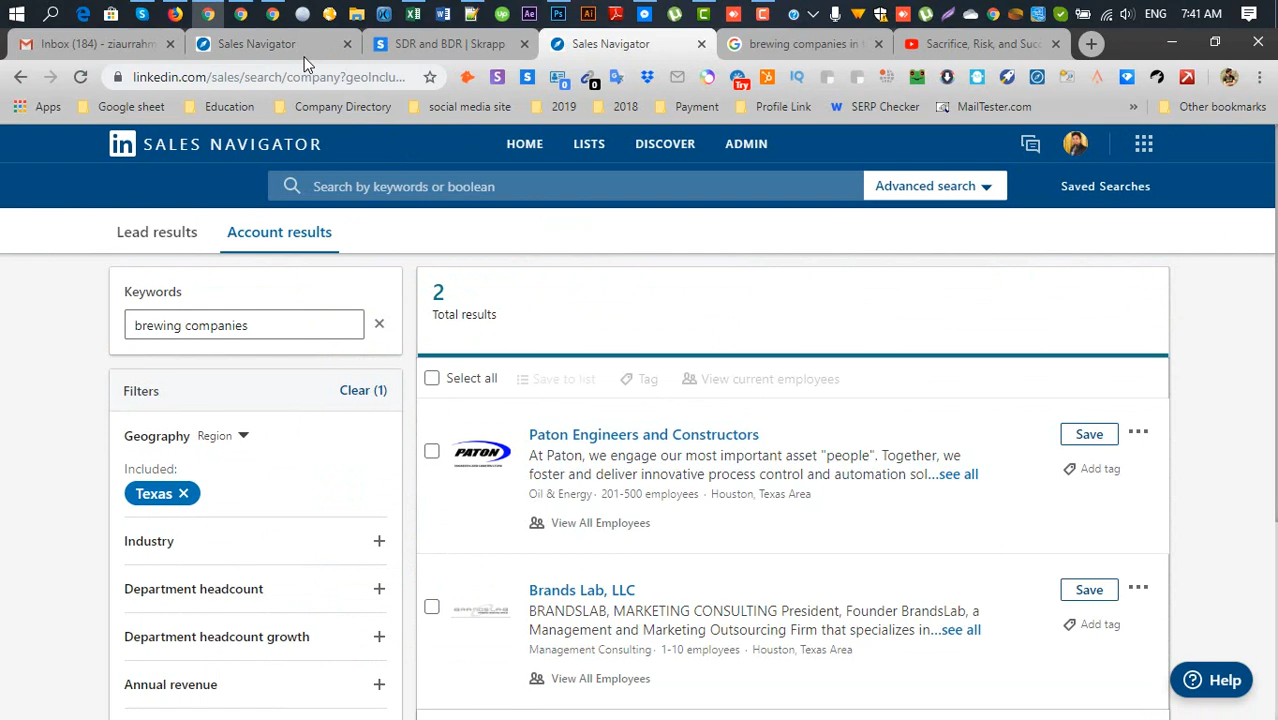 ENG 7:41 AM
Inbox (184) - ziaurrahm
Sales Navigator
SDR and BDR | Skrapp
Sales Navigator
brewing companies in t
Sacrifice, Risk, and Suc
linkedin.com/sales/search/company?geoInclu...
Apps
Google sheet
Education
Company Directory
social media site
2019
2018
Payment
Profile Link
SERP Checker
MailTester.com
Other bookmarks
in SALES NAVIGATOR
HOME
LISTS
DISCOVER
ADMIN
Search by keywords or boolean
Advanced search
Saved Searches
Lead results
Account results
Keywords
brewing companies
Filters
Clear (1)
Geography Region
Included:
Texas
Industry
Department headcount
Department headcount growth
Annual revenue
2
Total results
Select all
Save to list
Tag
View current employees
PATON
Paton Engineers and Constructors
At Paton, we engage our most important asset "people". Together, we
foster and deliver innovative process control and automation sol...see all
Oil & Energy · 201-500 employees · Houston, Texas Area
View All Employees
Save
Add tag
Brands Lab, LLC
BRANDSLAB, MARKETING CONSULTING President, Founder BrandsLab, a
Management and Marketing Outsourcing Firm that specializes in...see all
Management Consulting · 1-10 employees · Houston, Texas Area
View All Employees
Save
Add tag
Help